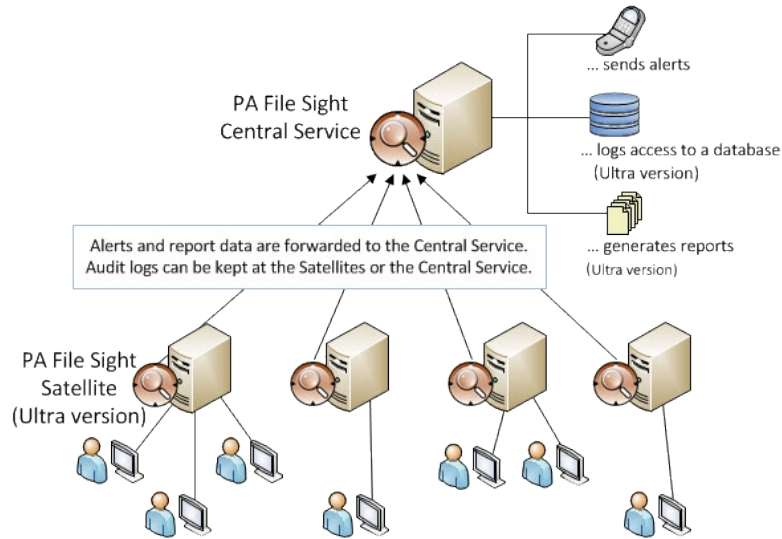 PA File Sight
Central Service
... sends alerts
... logs access to a database
(Ultra version)
... generates reports
(Ultra version)
Alerts and report data are forwarded to the Central Service.
Audit logs can be kept at the Satellites or the Central Service.
PA File Sight
Satellite
(Ultra version)